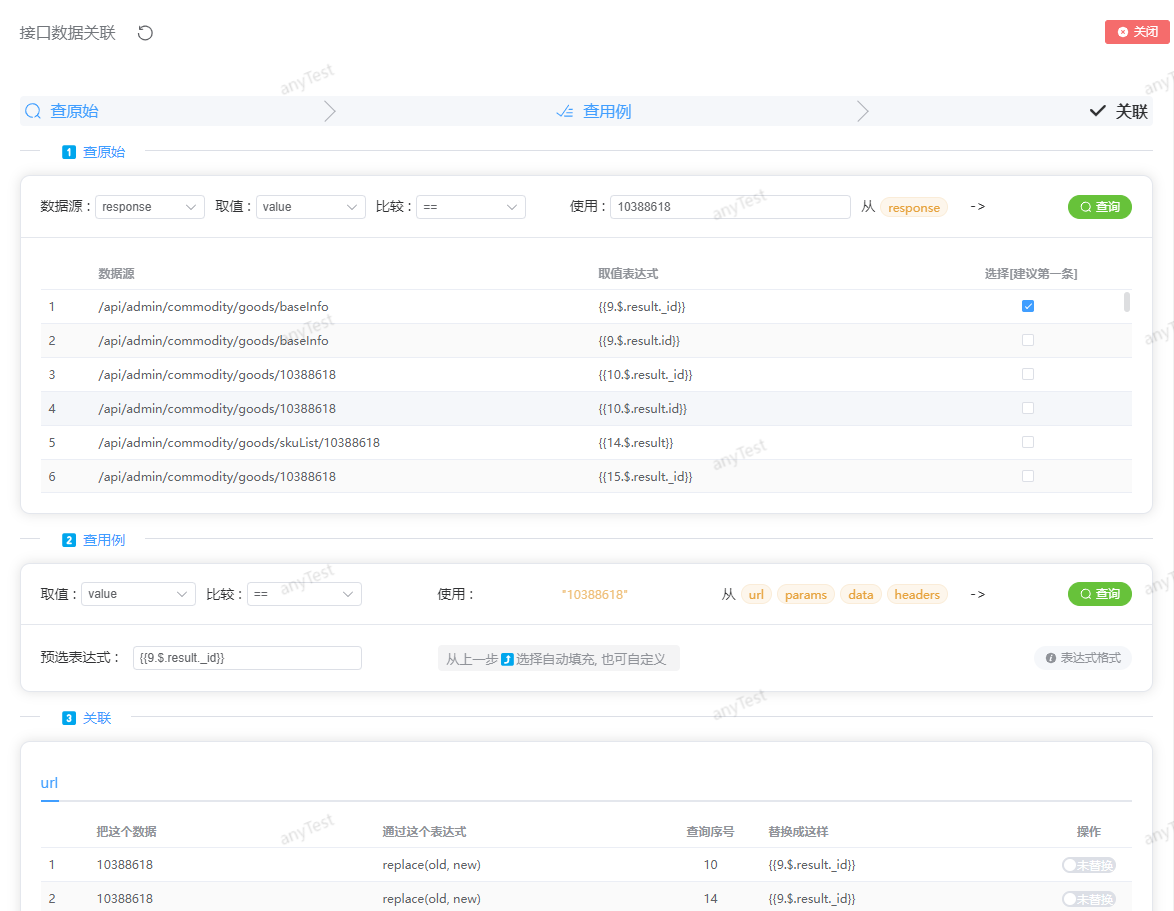 接口数据关联
关闭
查原始
查用例
关联
1 查原始
数据源 : response 取值 : value 比较 : == 使用 : 10388618 从 response -> 查询
数据源 取值表达式 选择[建议第一条]
1 /api/admin/commodity/goods/baseInfo {{9.$.result._id}}
2 /api/admin/commodity/goods/baseInfo {{9.$.result.id}}
3 /api/admin/commodity/goods/10388618 {{10.$.result._id}}
4 /api/admin/commodity/goods/10388618 {{10.$.result.id}}
5 /api/admin/commodity/goods/skuList/10388618 {{14.$.result}}
6 /api/admin/commodity/goods/10388618 {{15.$.result._id}}
2 查用例
取值 : value 比较 : == 使用 : "10388618" 从 url params data headers -> 查询
预选表达式 : {{9.$.result._id}} 从上一步选择自动填充, 也可自定义 表达式格式
3 关联
url
把这个数据 通过这个表达式 查询序号 替换成这样 操作
1 10388618 replace(old, new) 10 {{9.$.result._id}} 未替换
2 10388618 replace(old, new) 14 {{9.$.result._id}} 未替换
anyTest
anyTest
anyTest
anyTest
anyTest
anyTest
anyTest